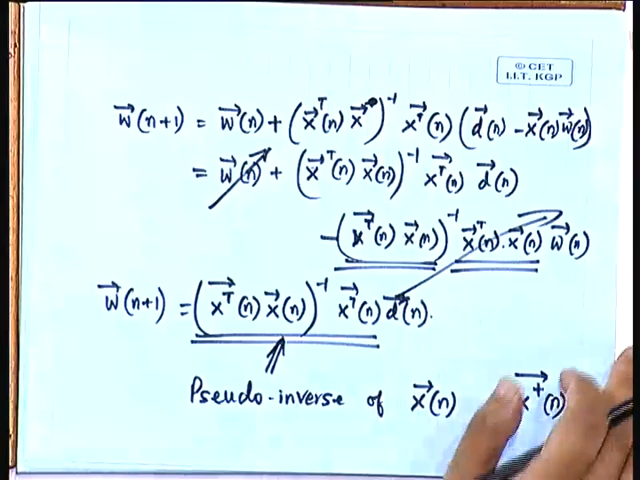 © CET
I.I.T. KGP
w⃗(n+1) = w⃗(n) + (x⃗ᵀ(n) x⃗ )⁻¹ x⃗ᵀ(n) (d⃗(n) − x⃗(n)w⃗(n))
= w⃗(n) + (x⃗ᵀ(n) x⃗(n))⁻¹ x⃗ᵀ(n) d⃗(n)
− (x⃗ᵀ(n) x⃗(n))⁻¹ x⃗ᵀ(n). x⃗(n) w⃗(n)
w⃗(n+1) = (x⃗ᵀ(n) x⃗(n))⁻¹ x⃗ᵀ(n) d⃗(n).
Pseudo-inverse of x⃗(n) x⃗⁺(n)